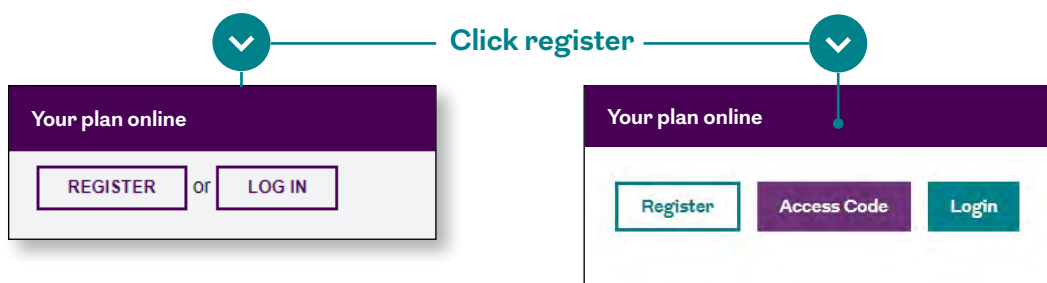 Click register
Your plan online
REGISTER or LOG IN
Your plan online
Register Access Code Login